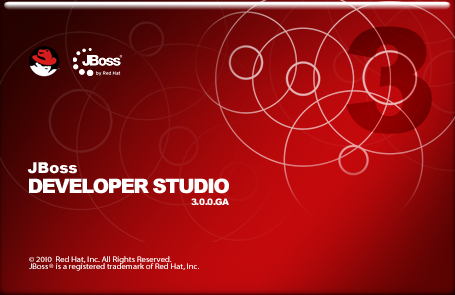 3
JBoss®
by Red Hat
JBoss
DEVELOPER STUDIO
3.0.0.GA
© 2010 Red Hat, Inc. All Rights Reserved.
JBoss® is a registered trademark of Red Hat, Inc.